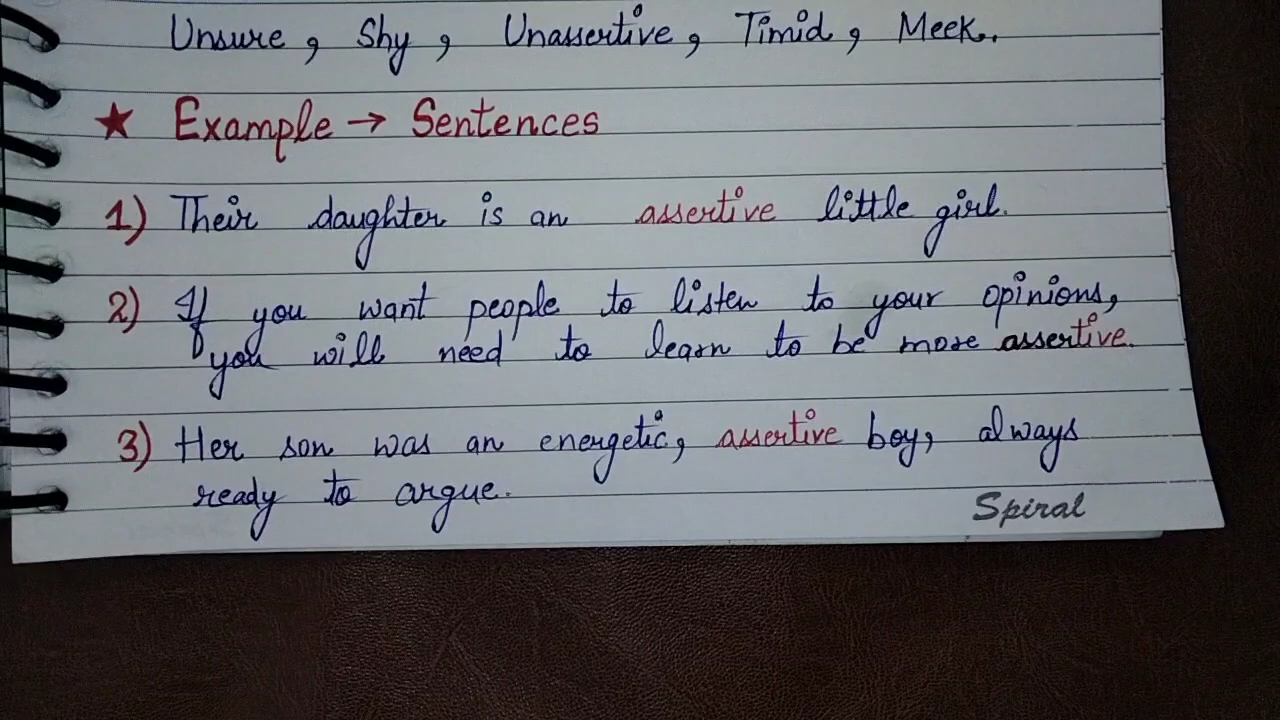 Unsure, Shy, Unassertive, Timid, Meek.
★ Example → Sentences
1) Their daughter is an assertive little girl.
2) If you want people to listen to your opinions,
you will need to learn to be more assertive.
3) Her son was an energetic, assertive boy, always
ready to argue.
Spiral